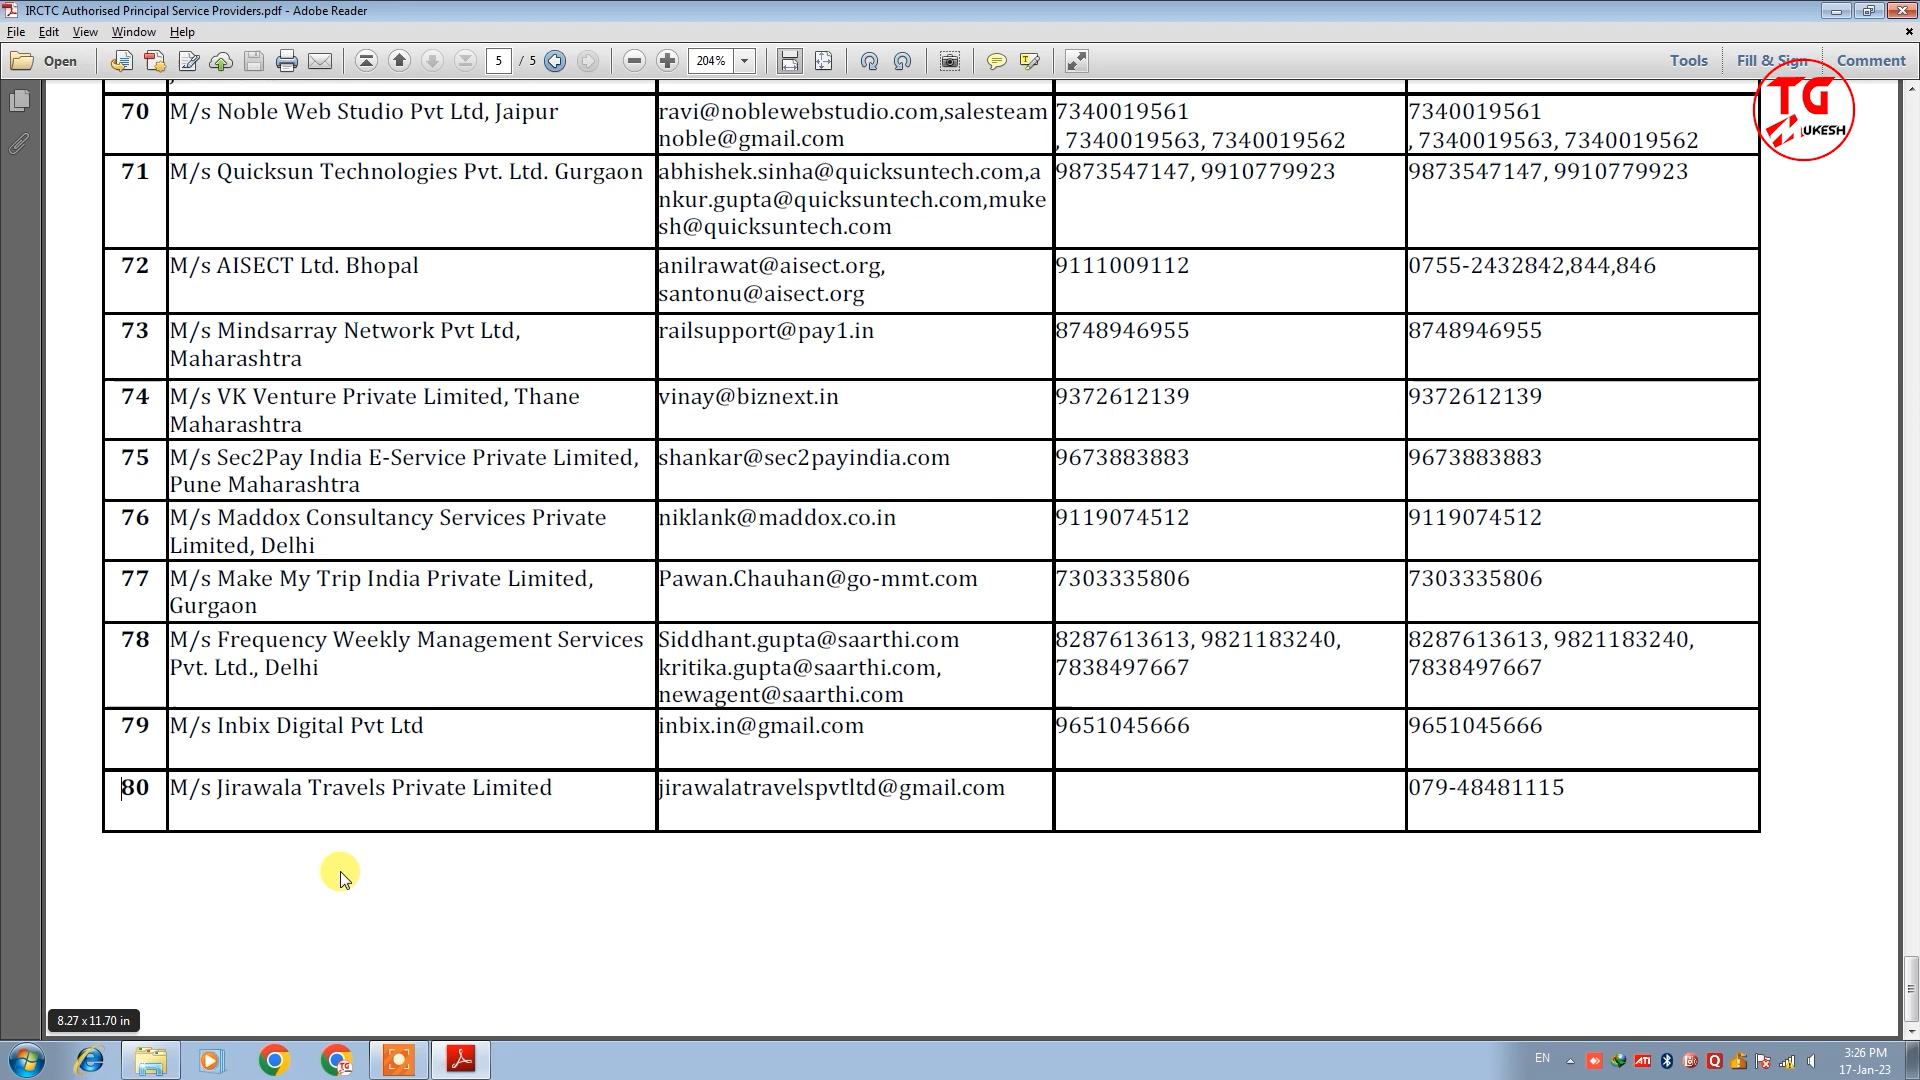 IRCTC Authorised Principal Service Providers.pdf - Adobe Reader
File Edit View Window Help
Open 5 / 5 204% Tools Fill & Sign Comment
TG
MUKESH
70 M/s Noble Web Studio Pvt Ltd, Jaipur ravi@noblewebstudio.com,salesteam 7340019561 7340019561
noble@gmail.com , 7340019563, 7340019562 , 7340019563, 7340019562
71 M/s Quicksun Technologies Pvt. Ltd. Gurgaon abhishek.sinha@quicksuntech.com,a 9873547147, 9910779923 9873547147, 9910779923
nkur.gupta@quicksuntech.com,muke
sh@quicksuntech.com
72 M/s AISECT Ltd. Bhopal anilrawat@aisect.org, 9111009112 0755-2432842,844,846
santonu@aisect.org
73 M/s Mindsarray Network Pvt Ltd, railsupport@pay1.in 8748946955 8748946955
Maharashtra
74 M/s VK Venture Private Limited, Thane vinay@biznext.in 9372612139 9372612139
Maharashtra
75 M/s Sec2Pay India E-Service Private Limited, shankar@sec2payindia.com 9673883883 9673883883
Pune Maharashtra
76 M/s Maddox Consultancy Services Private niklank@maddox.co.in 9119074512 9119074512
Limited, Delhi
77 M/s Make My Trip India Private Limited, Pawan.Chauhan@go-mmt.com 7303335806 7303335806
Gurgaon
78 M/s Frequency Weekly Management Services Siddhant.gupta@saarthi.com 8287613613, 9821183240, 8287613613, 9821183240,
Pvt. Ltd., Delhi kritika.gupta@saarthi.com, 7838497667 7838497667
newagent@saarthi.com
79 M/s Inbix Digital Pvt Ltd inbix.in@gmail.com 9651045666 9651045666
80 M/s Jirawala Travels Private Limited jirawalatravelspvtltd@gmail.com 079-48481115
8.27 x 11.70 in
EN 3:26 PM
17-Jan-23